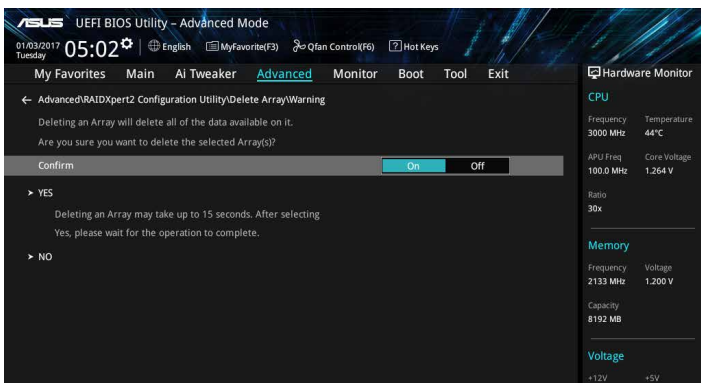 ASUS UEFI BIOS Utility – Advanced Mode
01/03/2017 Tuesday 05:02 English MyFavorite(F3) Qfan Control(F6) ? Hot Keys
My Favorites Main Ai Tweaker Advanced Monitor Boot Tool Exit
← Advanced\RAIDXpert2 Configuration Utility\Delete Array\Warning
Deleting an Array will delete all of the data available on it.
Are you sure you want to delete the selected Array(s)?
Confirm On Off
> YES
Deleting an Array may take up to 15 seconds. After selecting
Yes, please wait for the operation to complete.
> NO
Hardware Monitor
CPU
Frequency Temperature
3000 MHz 44°C
APU Freq Core Voltage
100.0 MHz 1.264 V
Ratio
30x
Memory
Frequency Voltage
2133 MHz 1.200 V
Capacity
8192 MB
Voltage
+12V +5V